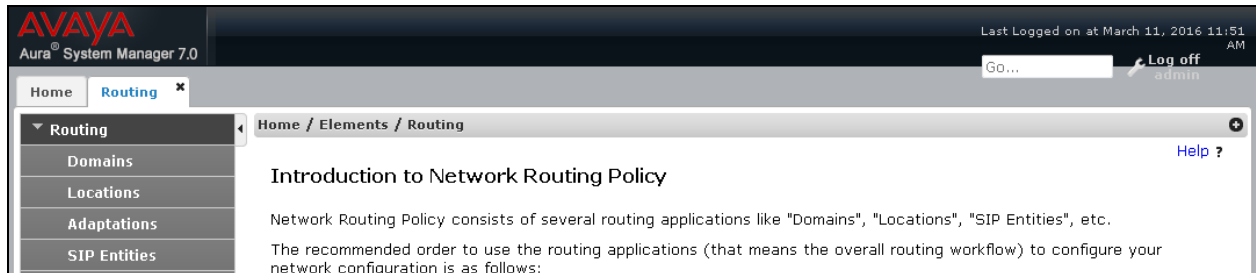 AVAYA
Aura® System Manager 7.0
Last Logged on at March 11, 2016 11:51
AM
Go...
Log off
admin
Home
Routing ×
Routing
Domains
Locations
Adaptations
SIP Entities
Home / Elements / Routing
Help ?
Introduction to Network Routing Policy
Network Routing Policy consists of several routing applications like "Domains", "Locations", "SIP Entities", etc.
The recommended order to use the routing applications (that means the overall routing workflow) to configure your
network configuration is as follows: